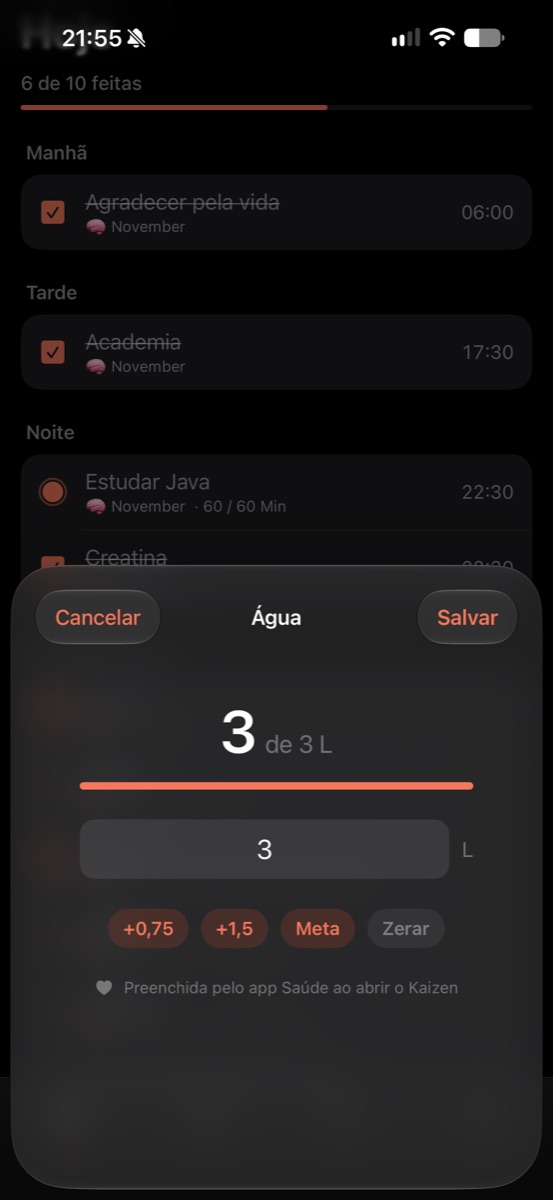 21:55
6 de 10 feitas
Manhã
Agradecer pela vida
November
06:00
Tarde
Academia
November
17:30
Noite
Estudar Java
November · 60 / 60 Min
22:30
Creatina
Cancelar
Água
Salvar
3 de 3 L
3 L
+0,75 +1,5 Meta Zerar
Preenchida pelo app Saúde ao abrir o Kaizen